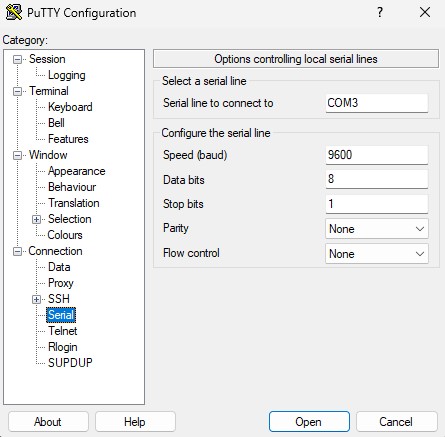 PuTTY Configuration
? X
Category:
Session
Logging
Terminal
Keyboard
Bell
Features
Window
Appearance
Behaviour
Translation
Selection
Colours
Connection
Data
Proxy
SSH
Serial
Telnet
Rlogin
SUPDUP
Options controlling local serial lines
Select a serial line
Serial line to connect to COM3
Configure the serial line
Speed (baud) 9600
Data bits 8
Stop bits 1
Parity None
Flow control None
About Help Open Cancel